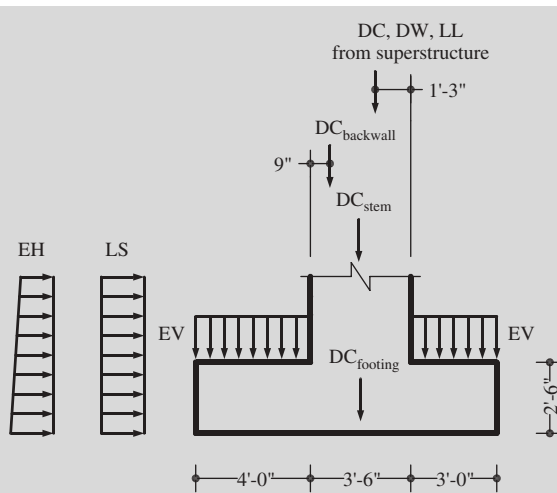 DC, DW, LL
from superstructure
1'-3"
DCbackwall
9"
DCstem
EH
LS
EV
EV
DCfooting
2'-6"
4'-0"
3'-6"
3'-0"